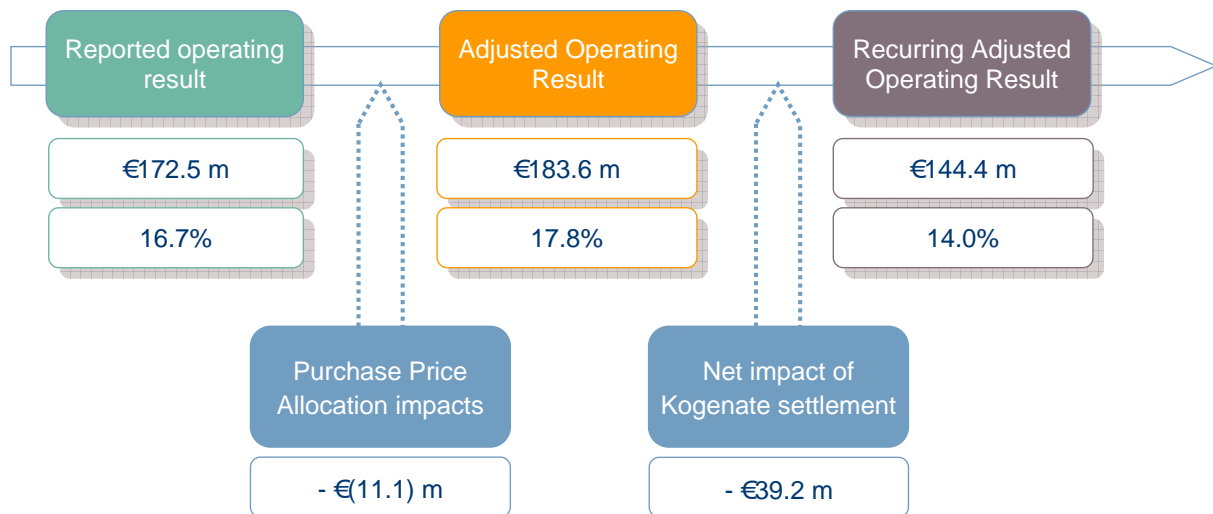 Reported operating
result
Adjusted Operating
Result
Recurring Adjusted
Operating Result
€172.5 m
€183.6 m
€144.4 m
16.7%
17.8%
14.0%
Purchase Price
Allocation impacts
Net impact of
Kogenate settlement
- €(11.1) m
- €39.2 m